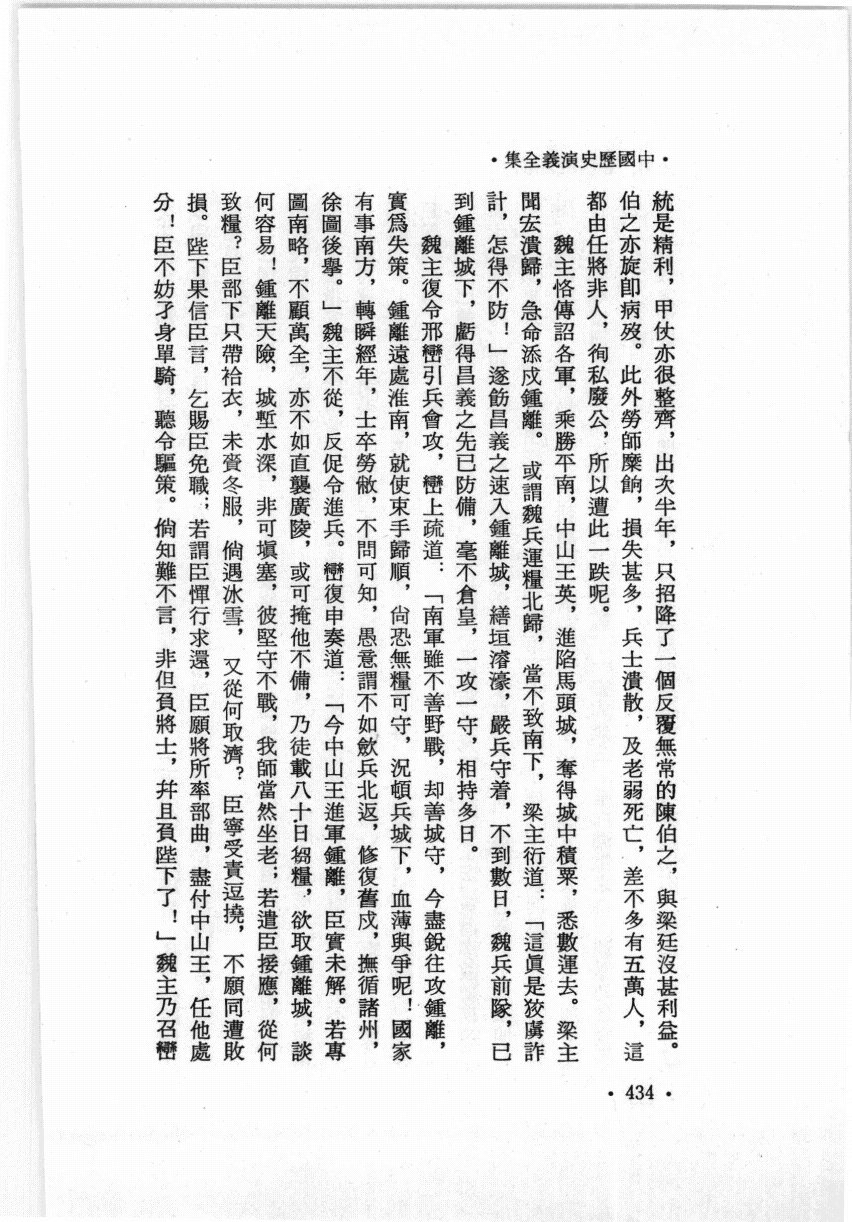 •中國歷史演義全集•
統是精利，甲仗亦很整齊，出次半年，只招降了一個反覆無常的陳伯之，與梁廷沒甚利益。
伯之亦旋卽病歿。此外勞師糜餉，損失甚多，兵士潰散，及老弱死亡，差不多有五萬人，這
都由任將非人，徇私廢公，所以遭此一跌呢。
魏主恪傳詔各軍，乘勝平南，中山王英，進陷馬頭城，奪得城中積粟，悉數運去。梁主
聞宏潰歸，急命添戍鍾離。或謂魏兵運糧北歸，當不致南下，梁主衍道：「這眞是狡虜詐
計，怎得不防！」遂飭昌義之速入鍾離城，繕垣濬濠，嚴兵守着，不到數日，魏兵前隊，已
到鍾離城下，虧得昌義之先已防備，毫不倉皇，一攻一守，相持多日。
魏主復令邢巒引兵會攻，巒上疏道：「南軍雖不善野戰，却善城守，今盡銳往攻鍾離，
實爲失策。鍾離遠處淮南，就使束手歸順，尙恐無糧可守，況頓兵城下，血薄與爭呢！國家
有事南方，轉瞬經年，士卒勞敝，不問可知，愚意謂不如歛兵北返，修復舊戍，撫循諸州，
徐圖後擧。」魏主不從，反促令進兵。巒復申奏道：「今中山王進軍鍾離，臣實未解。若專
圖南略，不顧萬全，亦不如直襲廣陵，或可掩他不備，乃徒載八十日芻糧，欲取鍾離城，談
何容易！鍾離天險，城塹水深，非可塡塞，彼堅守不戰，我師當然坐老；若遣臣接應，從何
致糧？臣部下只帶袷衣，未賫冬服，倘遇冰雪，又從何取濟？臣寧受責逗撓，不願同遭敗
損。陛下果信臣言，乞賜臣免職；若謂臣憚行求還，臣願將所率部曲，盡付中山王，任他處
分！臣不妨孑身單騎，聽令驅策。倘知難不言，非但負將士，幷且負陛下了！」魏主乃召巒
•434•